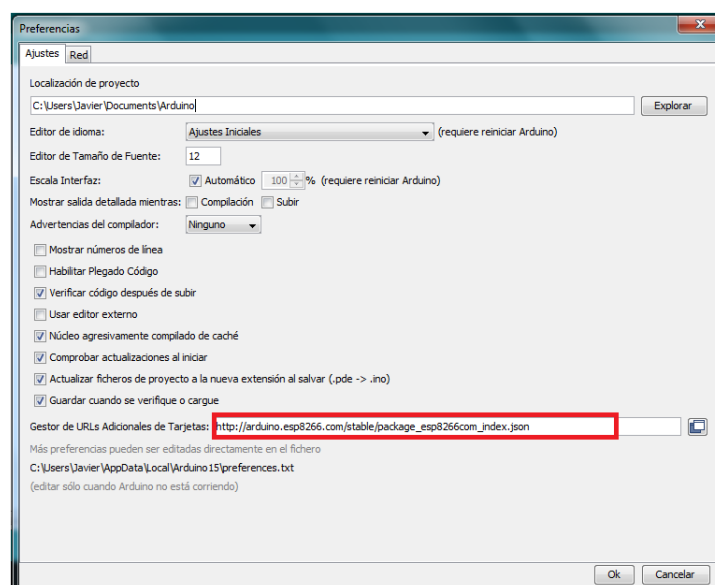 Preferencias
Ajustes Red
Localización de proyecto
C:\Users\Javier\Documents\Arduino
Explorar
Editor de idioma: Ajustes Iniciales (requiere reiniciar Arduino)
Editor de Tamaño de Fuente: 12
Escala Interfaz: Automático 100 % (requiere reiniciar Arduino)
Mostrar salida detallada mientras: Compilación Subir
Advertencias del compilador: Ninguno
Mostrar números de línea
Habilitar Plegado Código
Verificar código después de subir
Usar editor externo
Núcleo agresivamente compilado de caché
Comprobar actualizaciones al iniciar
Actualizar ficheros de proyecto a la nueva extensión al salvar (.pde -> .ino)
Guardar cuando se verifique o cargue
Gestor de URLs Adicionales de Tarjetas: http://arduino.esp8266.com/stable/package_esp8266com_index.json
Más preferencias pueden ser editadas directamente en el fichero
C:\Users\Javier\AppData\Local\Arduino15\preferences.txt
(editar sólo cuando Arduino no está corriendo)
Ok Cancelar